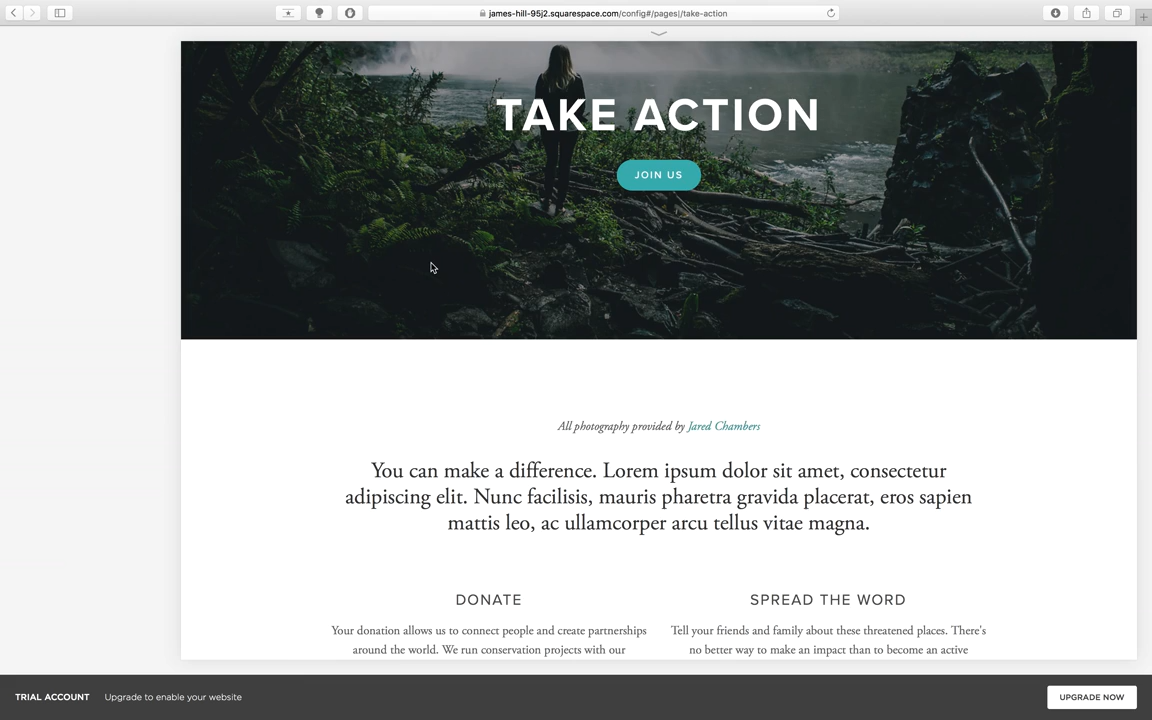 james-hill-95j2.squarespace.com/config#/pages|/take-action
TAKE ACTION
JOIN US
All photography provided by Jared Chambers
You can make a difference. Lorem ipsum dolor sit amet, consectetur
adipiscing elit. Nunc facilisis, mauris pharetra gravida placerat, eros sapien
mattis leo, ac ullamcorper arcu tellus vitae magna.
DONATE
Your donation allows us to connect people and create partnerships
around the world. We run conservation projects with our
SPREAD THE WORD
Tell your friends and family about these threatened places. There's
no better way to make an impact than to become an active
TRIAL ACCOUNT Upgrade to enable your website
UPGRADE NOW